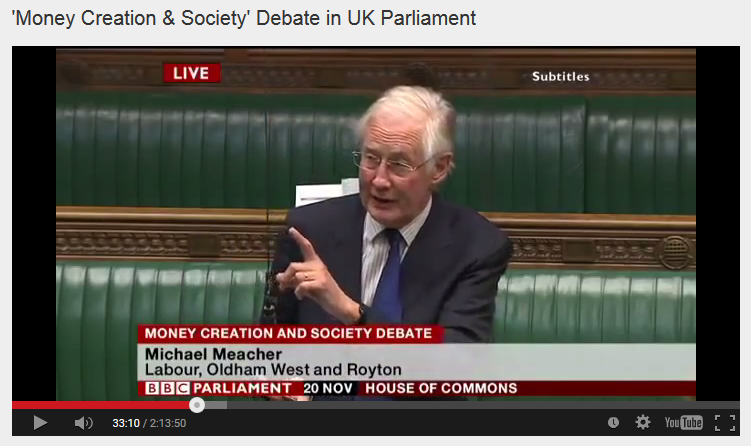 'Money Creation & Society' Debate in UK Parliament
LIVE
Subtitles
MONEY CREATION AND SOCIETY DEBATE
Michael Meacher
Labour, Oldham West and Royton
BBC PARLIAMENT 20 NOV HOUSE OF COMMONS
33:10 / 2:13:50
YouTube